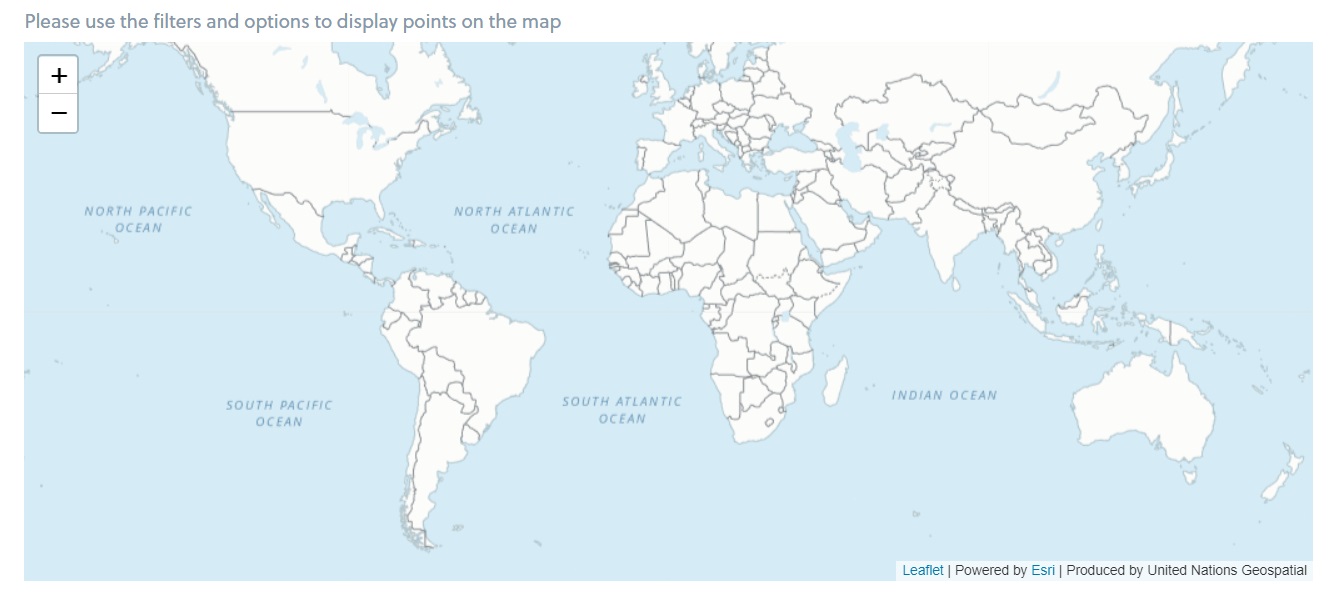 Please use the filters and options to display points on the map
+
−
NORTH PACIFIC
OCEAN
NORTH ATLANTIC
OCEAN
SOUTH PACIFIC
OCEAN
SOUTH ATLANTIC
OCEAN
INDIAN OCEAN
Leaflet | Powered by Esri | Produced by United Nations Geospatial